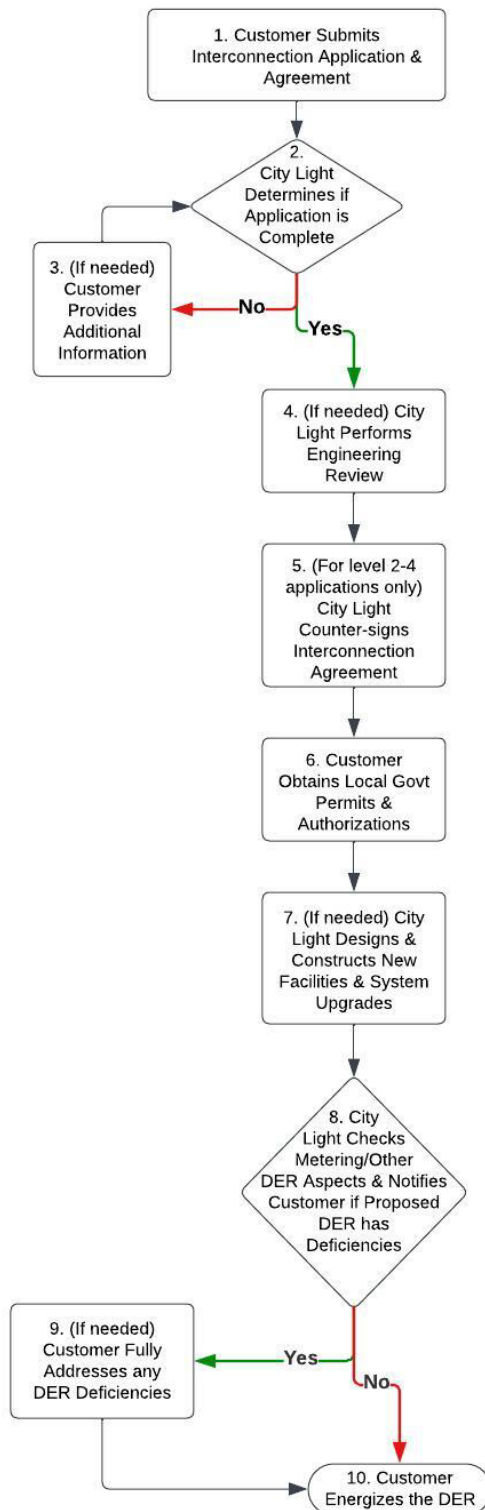 1. Customer Submits
Interconnection Application &
Agreement
2.
City Light
Determines if
Application is
Complete
3. (If needed)
Customer
Provides
Additional
Information
No
Yes
4. (If needed) City
Light Performs
Engineering
Review
5. (For level 2-4
applications only)
City Light
Counter-signs
Interconnection
Agreement
6. Customer
Obtains Local Govt
Permits &
Authorizations
7. (If needed) City
Light Designs &
Constructs New
Facilities & System
Upgrades
8. City
Light Checks
Metering/Other
DER Aspects & Notifies
Customer if Proposed
DER has
Deficiencies
9. (If needed)
Customer Fully
Addresses any
DER Deficiencies
Yes
No
10. Customer
Energizes the DER